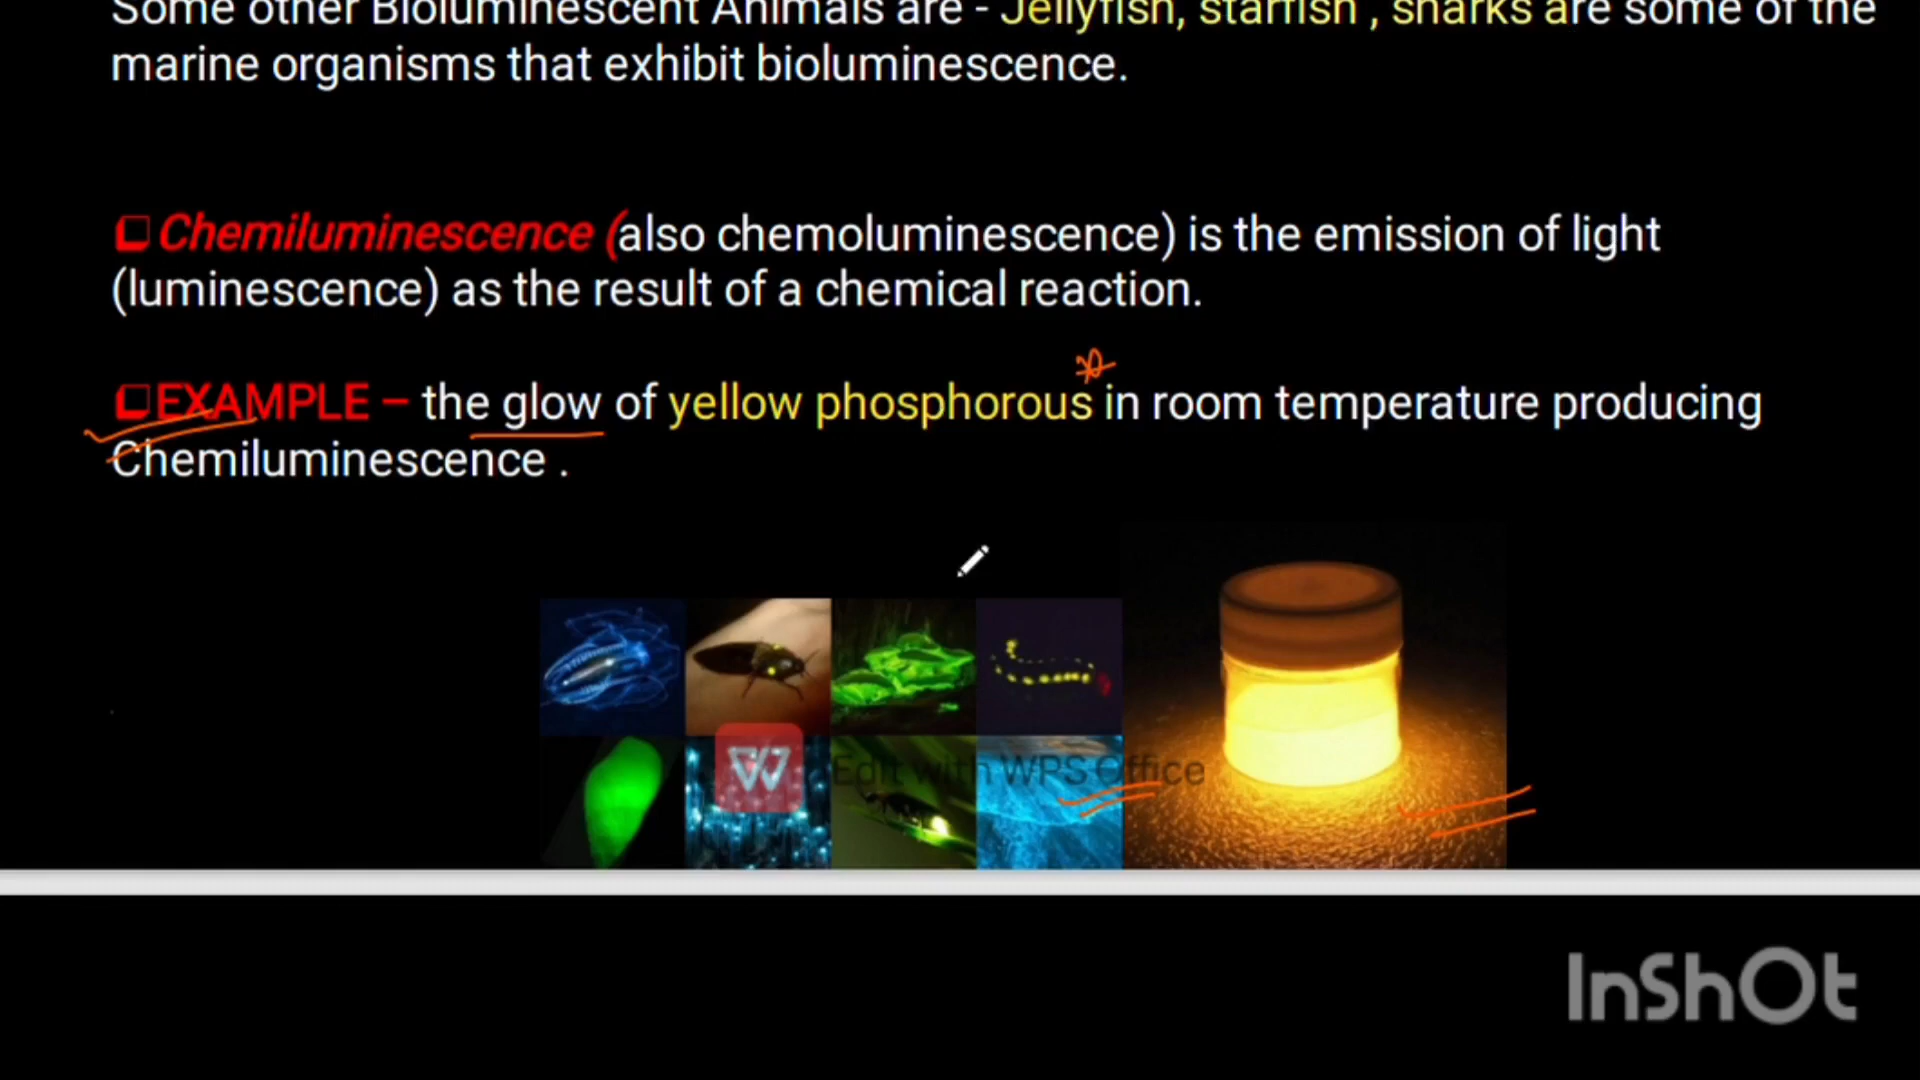 Some other Bioluminescent Animals are - Jellyfish, starfish , sharks are some of the
marine organisms that exhibit bioluminescence.
Chemiluminescence (also chemoluminescence) is the emission of light
(luminescence) as the result of a chemical reaction.
EXAMPLE – the glow of yellow phosphorous in room temperature producing
Chemiluminescence .
Edit with WPS Office
InShOt